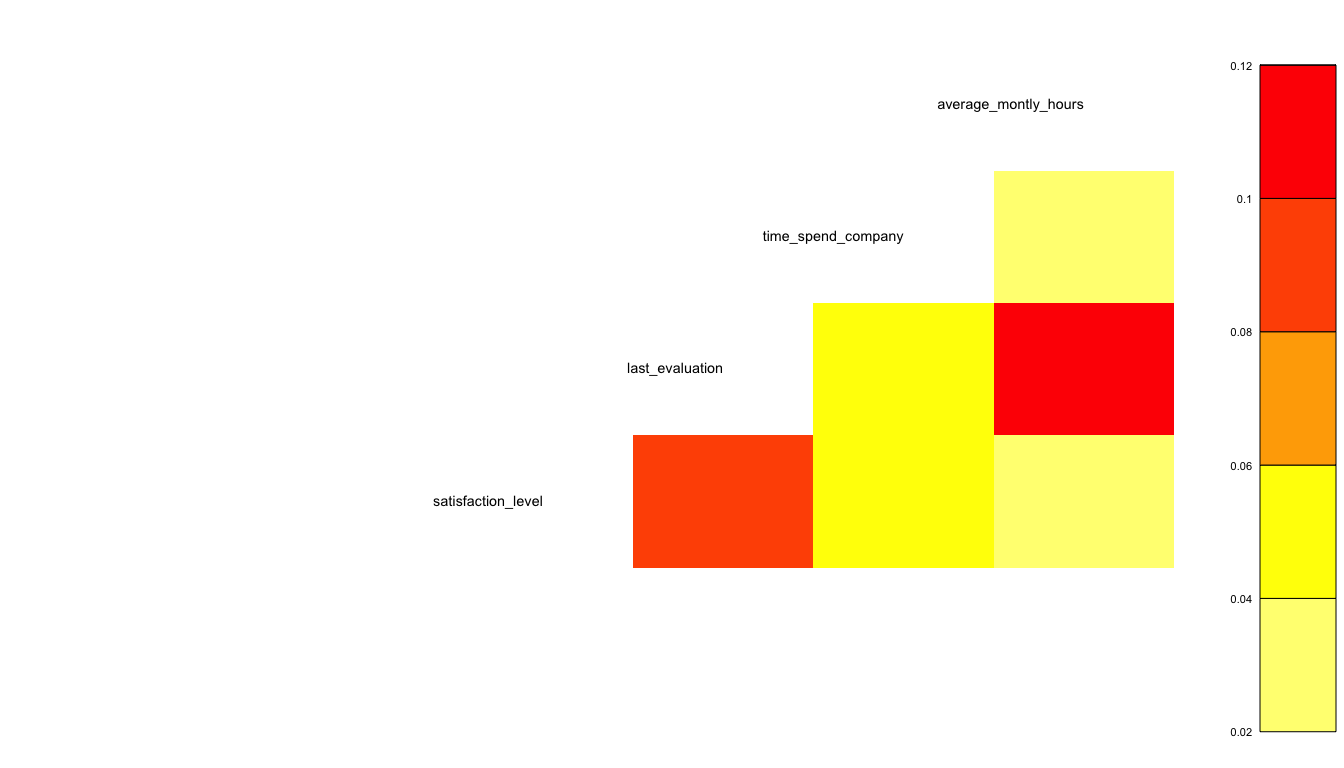 0.12
average_montly_hours
0.1
time_spend_company
0.08
last_evaluation
0.06
satisfaction_level
0.04
0.02